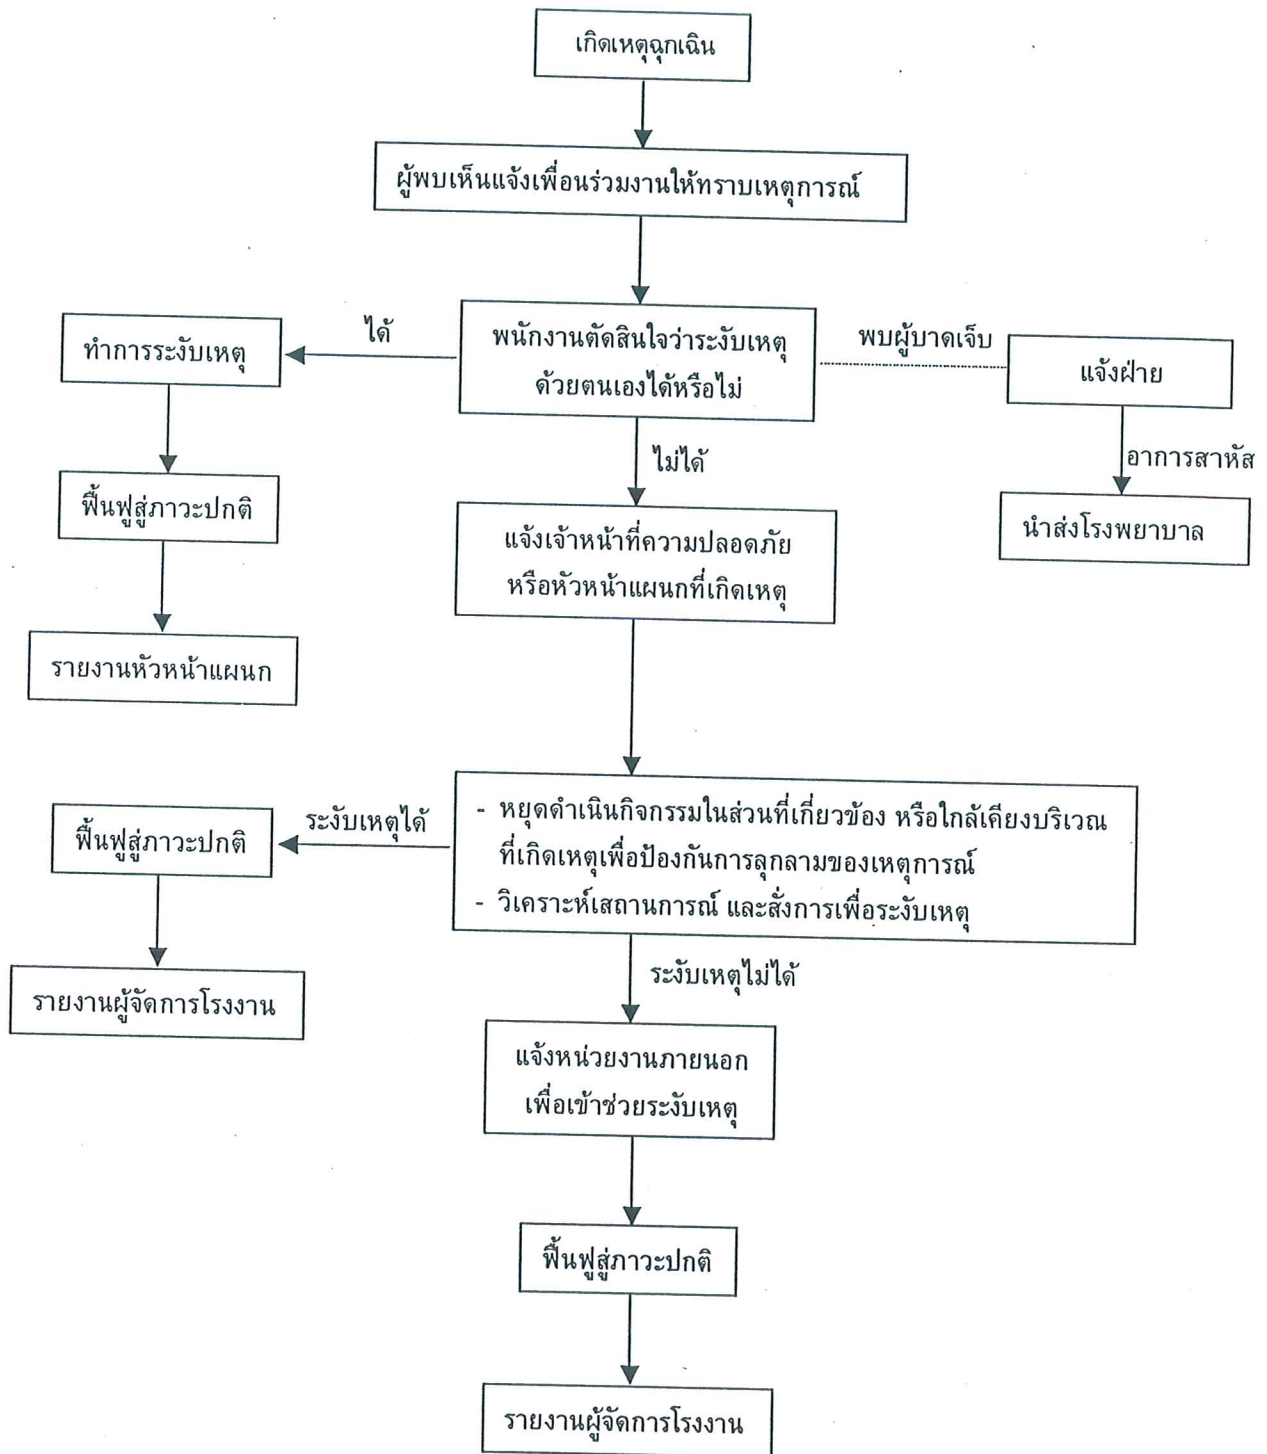 เกิดเหตุฉุกเฉิน
ผู้พบเห็นแจ้งเพื่อนร่วมงานให้ทราบเหตุการณ์
พนักงานตัดสินใจว่าระงับเหตุ
ด้วยตนเองได้หรือไม่
ได้
ทำการระงับเหตุ
ฟื้นฟูสู่ภาวะปกติ
รายงานหัวหน้าแผนก
พบผู้บาดเจ็บ
แจ้งฝ่าย
อาการสาหัส
นำส่งโรงพยาบาล
ไม่ได้
แจ้งเจ้าหน้าที่ความปลอดภัย
หรือหัวหน้าแผนกที่เกิดเหตุ
- หยุดดำเนินกิจกรรมในส่วนที่เกี่ยวข้อง หรือใกล้เคียงบริเวณ
ที่เกิดเหตุเพื่อป้องกันการลุกลามของเหตุการณ์
- วิเคราะห์เสถานการณ์ และสั่งการเพื่อระงับเหตุ
ระงับเหตุได้
ฟื้นฟูสู่ภาวะปกติ
รายงานผู้จัดการโรงงาน
ระงับเหตุไม่ได้
แจ้งหน่วยงานภายนอก
เพื่อเข้าช่วยระงับเหตุ
ฟื้นฟูสู่ภาวะปกติ
รายงานผู้จัดการโรงงาน